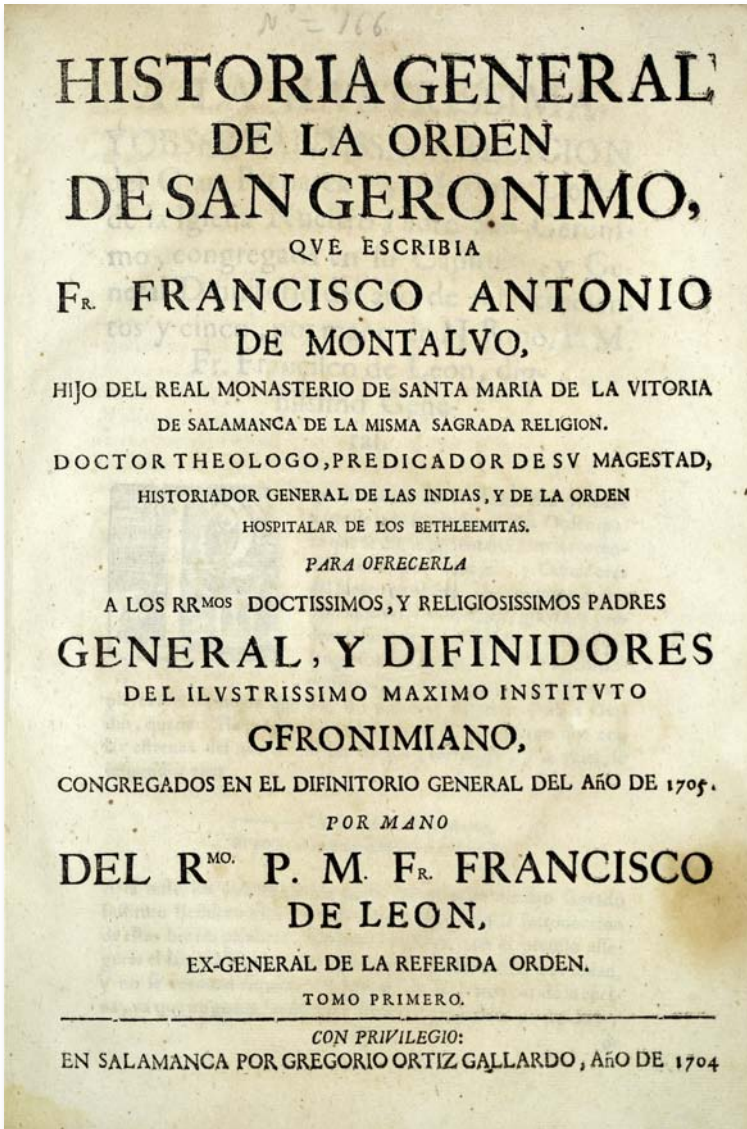 Nº = 166
HISTORIA GENERAL
DE LA ORDEN
DE SAN GERONIMO,
QVE ESCRIBIA
FR. FRANCISCO ANTONIO
DE MONTALVO,
HIJO DEL REAL MONASTERIO DE SANTA MARIA DE LA VITORIA
DE SALAMANCA DE LA MISMA SAGRADA RELIGION.
DOCTOR THEOLOGO, PREDICADOR DE SV MAGESTAD,
HISTORIADOR GENERAL DE LAS INDIAS, Y DE LA ORDEN
HOSPITALAR DE LOS BETHLEEMITAS.
PARA OFRECERLA
A LOS RRMOS DOCTISSIMOS, Y RELIGIOSISSIMOS PADRES
GENERAL, Y DIFINIDORES
DEL ILVSTRISSIMO MAXIMO INSTITVTO
GFRONIMIANO,
CONGREGADOS EN EL DIFINITORIO GENERAL DEL AñO DE 1705.
POR MANO
DEL RMO. P. M. FR. FRANCISCO
DE LEON,
EX-GENERAL DE LA REFERIDA ORDEN.
TOMO PRIMERO.
CON PRIVILEGIO:
EN SALAMANCA POR GREGORIO ORTIZ GALLARDO, AñO DE 1704